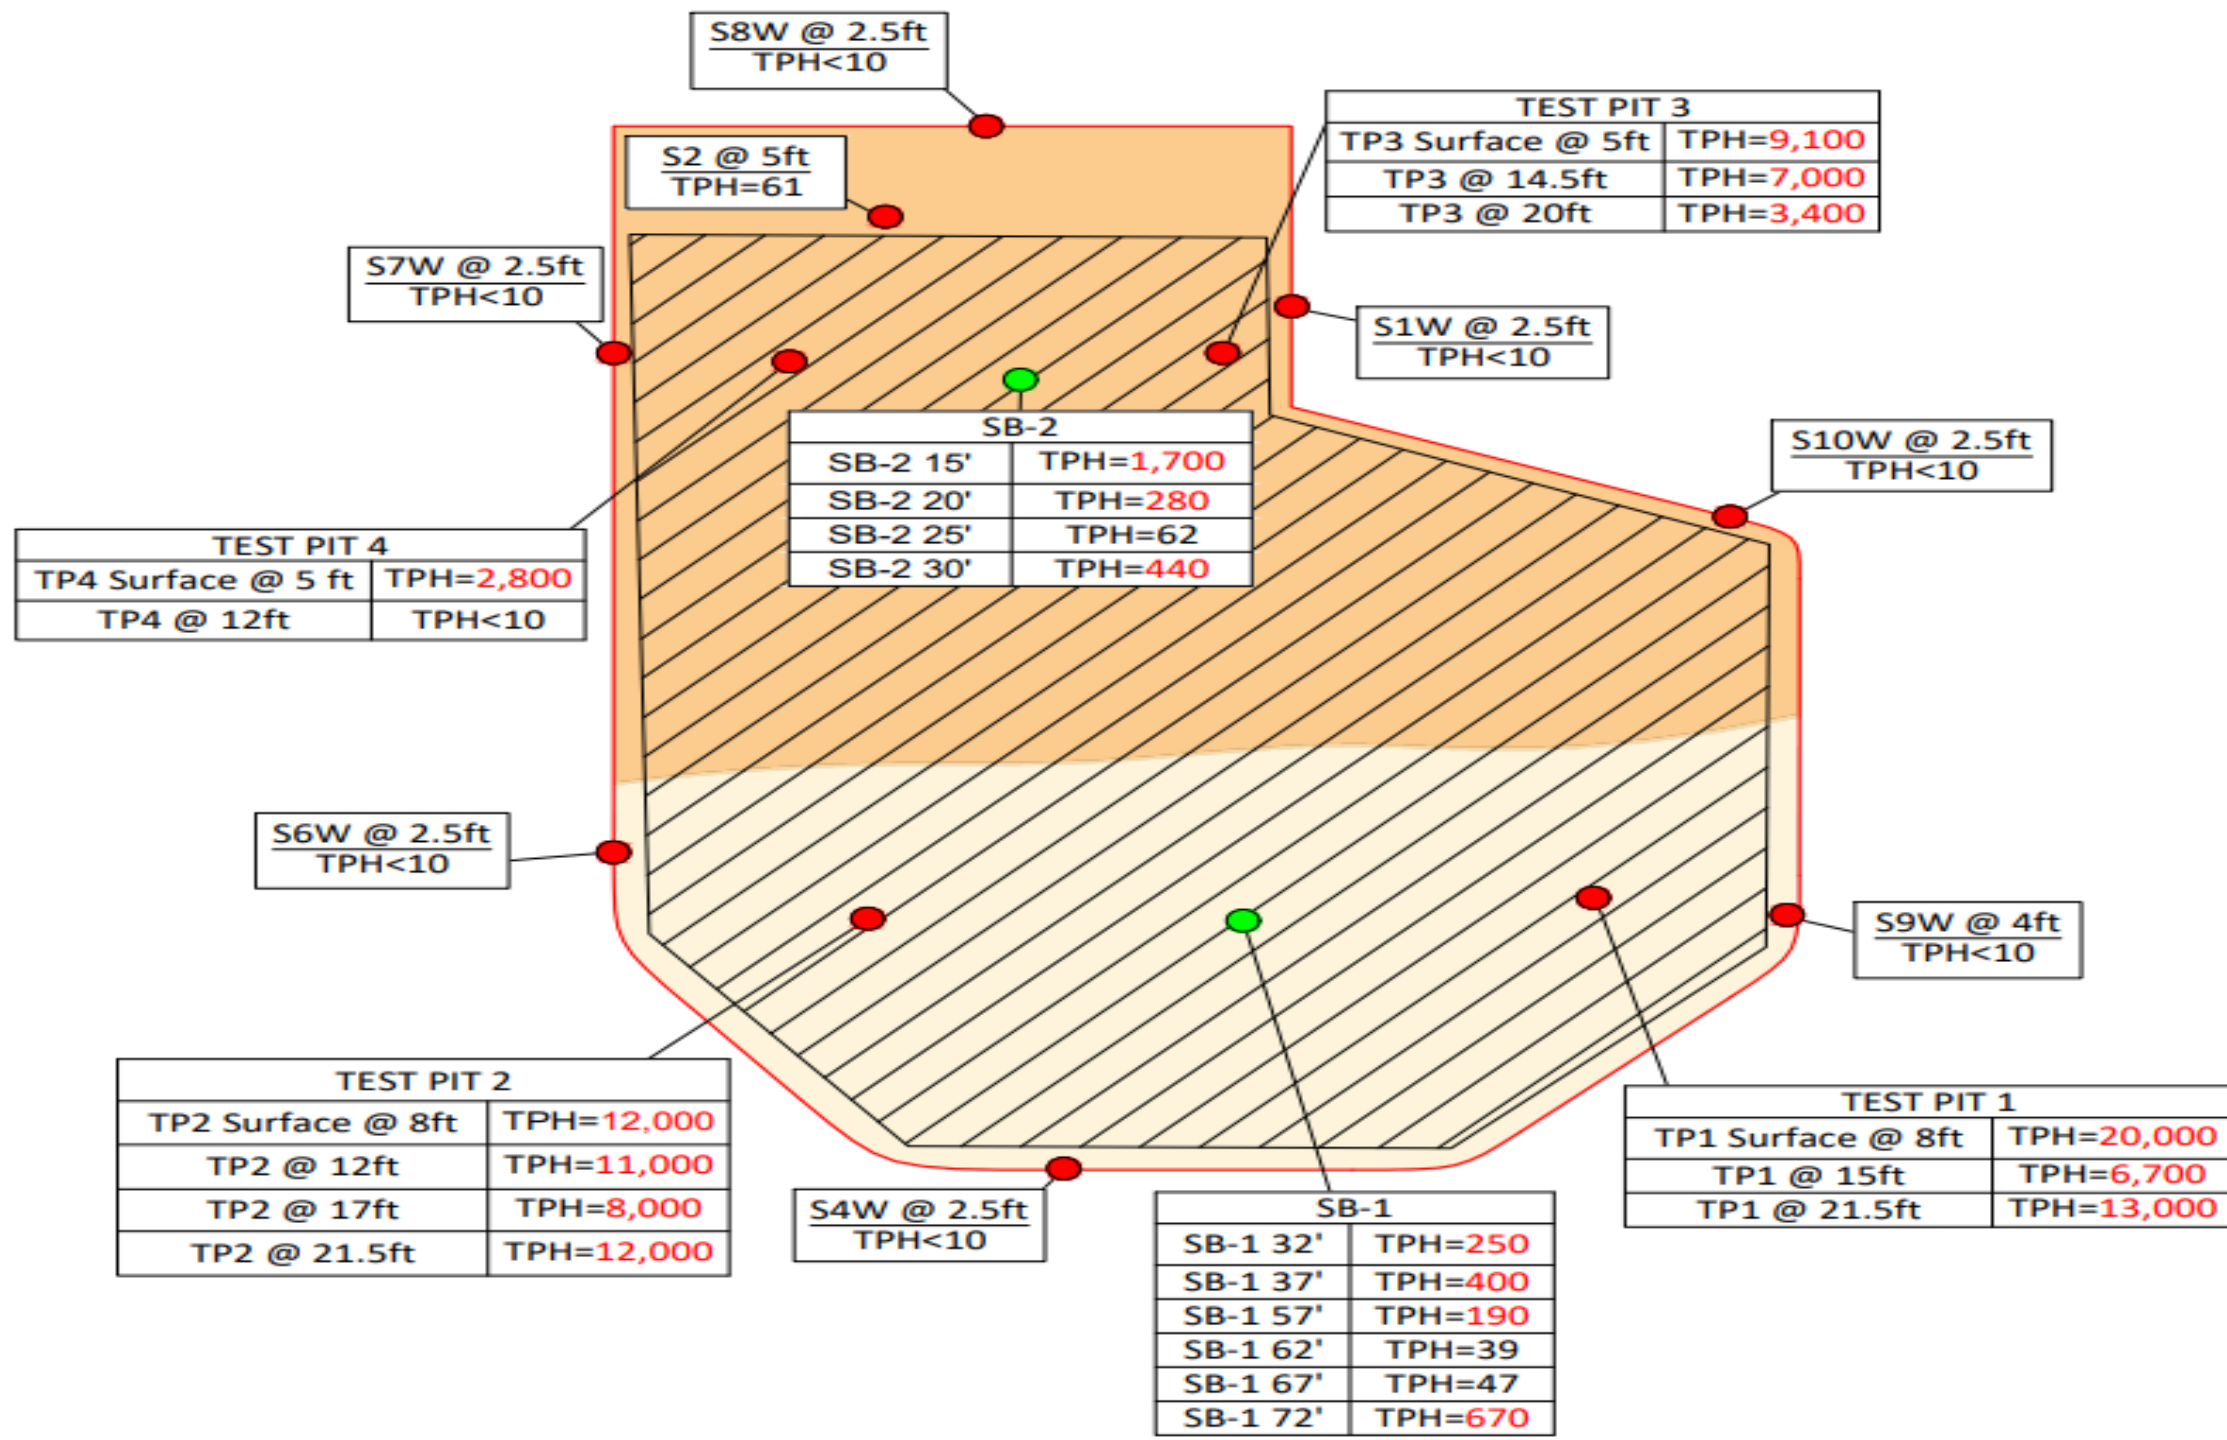 S8W @ 2.5ft
TPH<10
S2 @ 5ft
TPH=61
TEST PIT 3
TP3 Surface @ 5ft TPH=9,100
TP3 @ 14.5ft TPH=7,000
TP3 @ 20ft TPH=3,400
S7W @ 2.5ft
TPH<10
S1W @ 2.5ft
TPH<10
SB-2
SB-2 15' TPH=1,700
SB-2 20' TPH=280
SB-2 25' TPH=62
SB-2 30' TPH=440
S10W @ 2.5ft
TPH<10
TEST PIT 4
TP4 Surface @ 5 ft TPH=2,800
TP4 @ 12ft TPH<10
S6W @ 2.5ft
TPH<10
S9W @ 4ft
TPH<10
TEST PIT 2
TP2 Surface @ 8ft TPH=12,000
TP2 @ 12ft TPH=11,000
TP2 @ 17ft TPH=8,000
TP2 @ 21.5ft TPH=12,000
S4W @ 2.5ft
TPH<10
SB-1
SB-1 32' TPH=250
SB-1 37' TPH=400
SB-1 57' TPH=190
SB-1 62' TPH=39
SB-1 67' TPH=47
SB-1 72' TPH=670
TEST PIT 1
TP1 Surface @ 8ft TPH=20,000
TP1 @ 15ft TPH=6,700
TP1 @ 21.5ft TPH=13,000